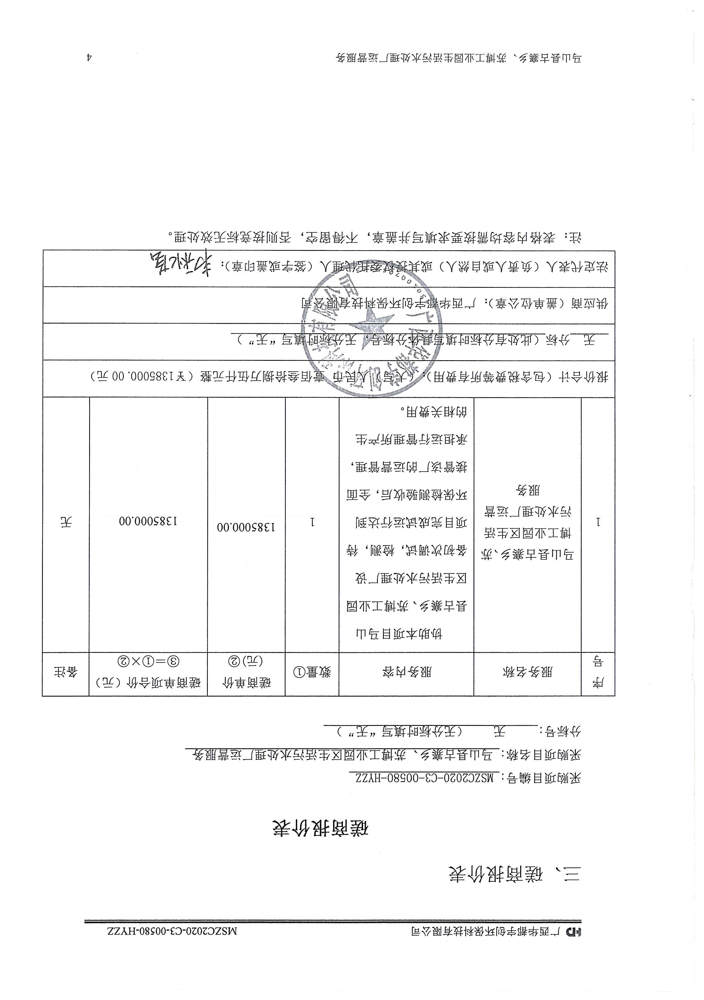 广西华都宇创环保科技有限公司 MSZC2020-C3-00580-HYZZ
三、磋商报价表
磋商报价表
采购项目编号：MSZC2020-C3-00580-HYZZ
采购项目名称：马山县古寨乡、苏博工业园区生活污水处理厂运营服务
分标号： 无 （无分标时填写“无”）
序号 服务名称 服务内容 数量① 磋商单价（元）② 磋商单项合价（元）③＝①×② 备注
1
马山县古寨乡、苏
博工业园区生活
污水处理厂运营
服务
协助本项目马山
县古寨乡、苏博工业园
区生活污水处理厂设
备初次调试，检测，待
项目完成试运行达到
环保检测验收后，全面
接管该厂的运营管理，
承担运行管理所产生
的相关费用。
1
1385000.00
1385000.00
无
报价合计（包含税费等所有费用）：（大写）人民币 壹佰叁拾捌万伍仟元整（￥1385000.00 元）
无 分标（此处有分标时填写具体分标号，无分标时填写“无”）
供应商（盖单位公章）：广西华都宇创环保科技有限公司
法定代表人（负责人或自然人）或其授权委托代理人（签字或盖印章）：
注：表格内容均需按要求填写并盖章，不得留空，否则按竞标无效处理。
马山县古寨乡、苏博工业园生活污水处理厂运营服务 4